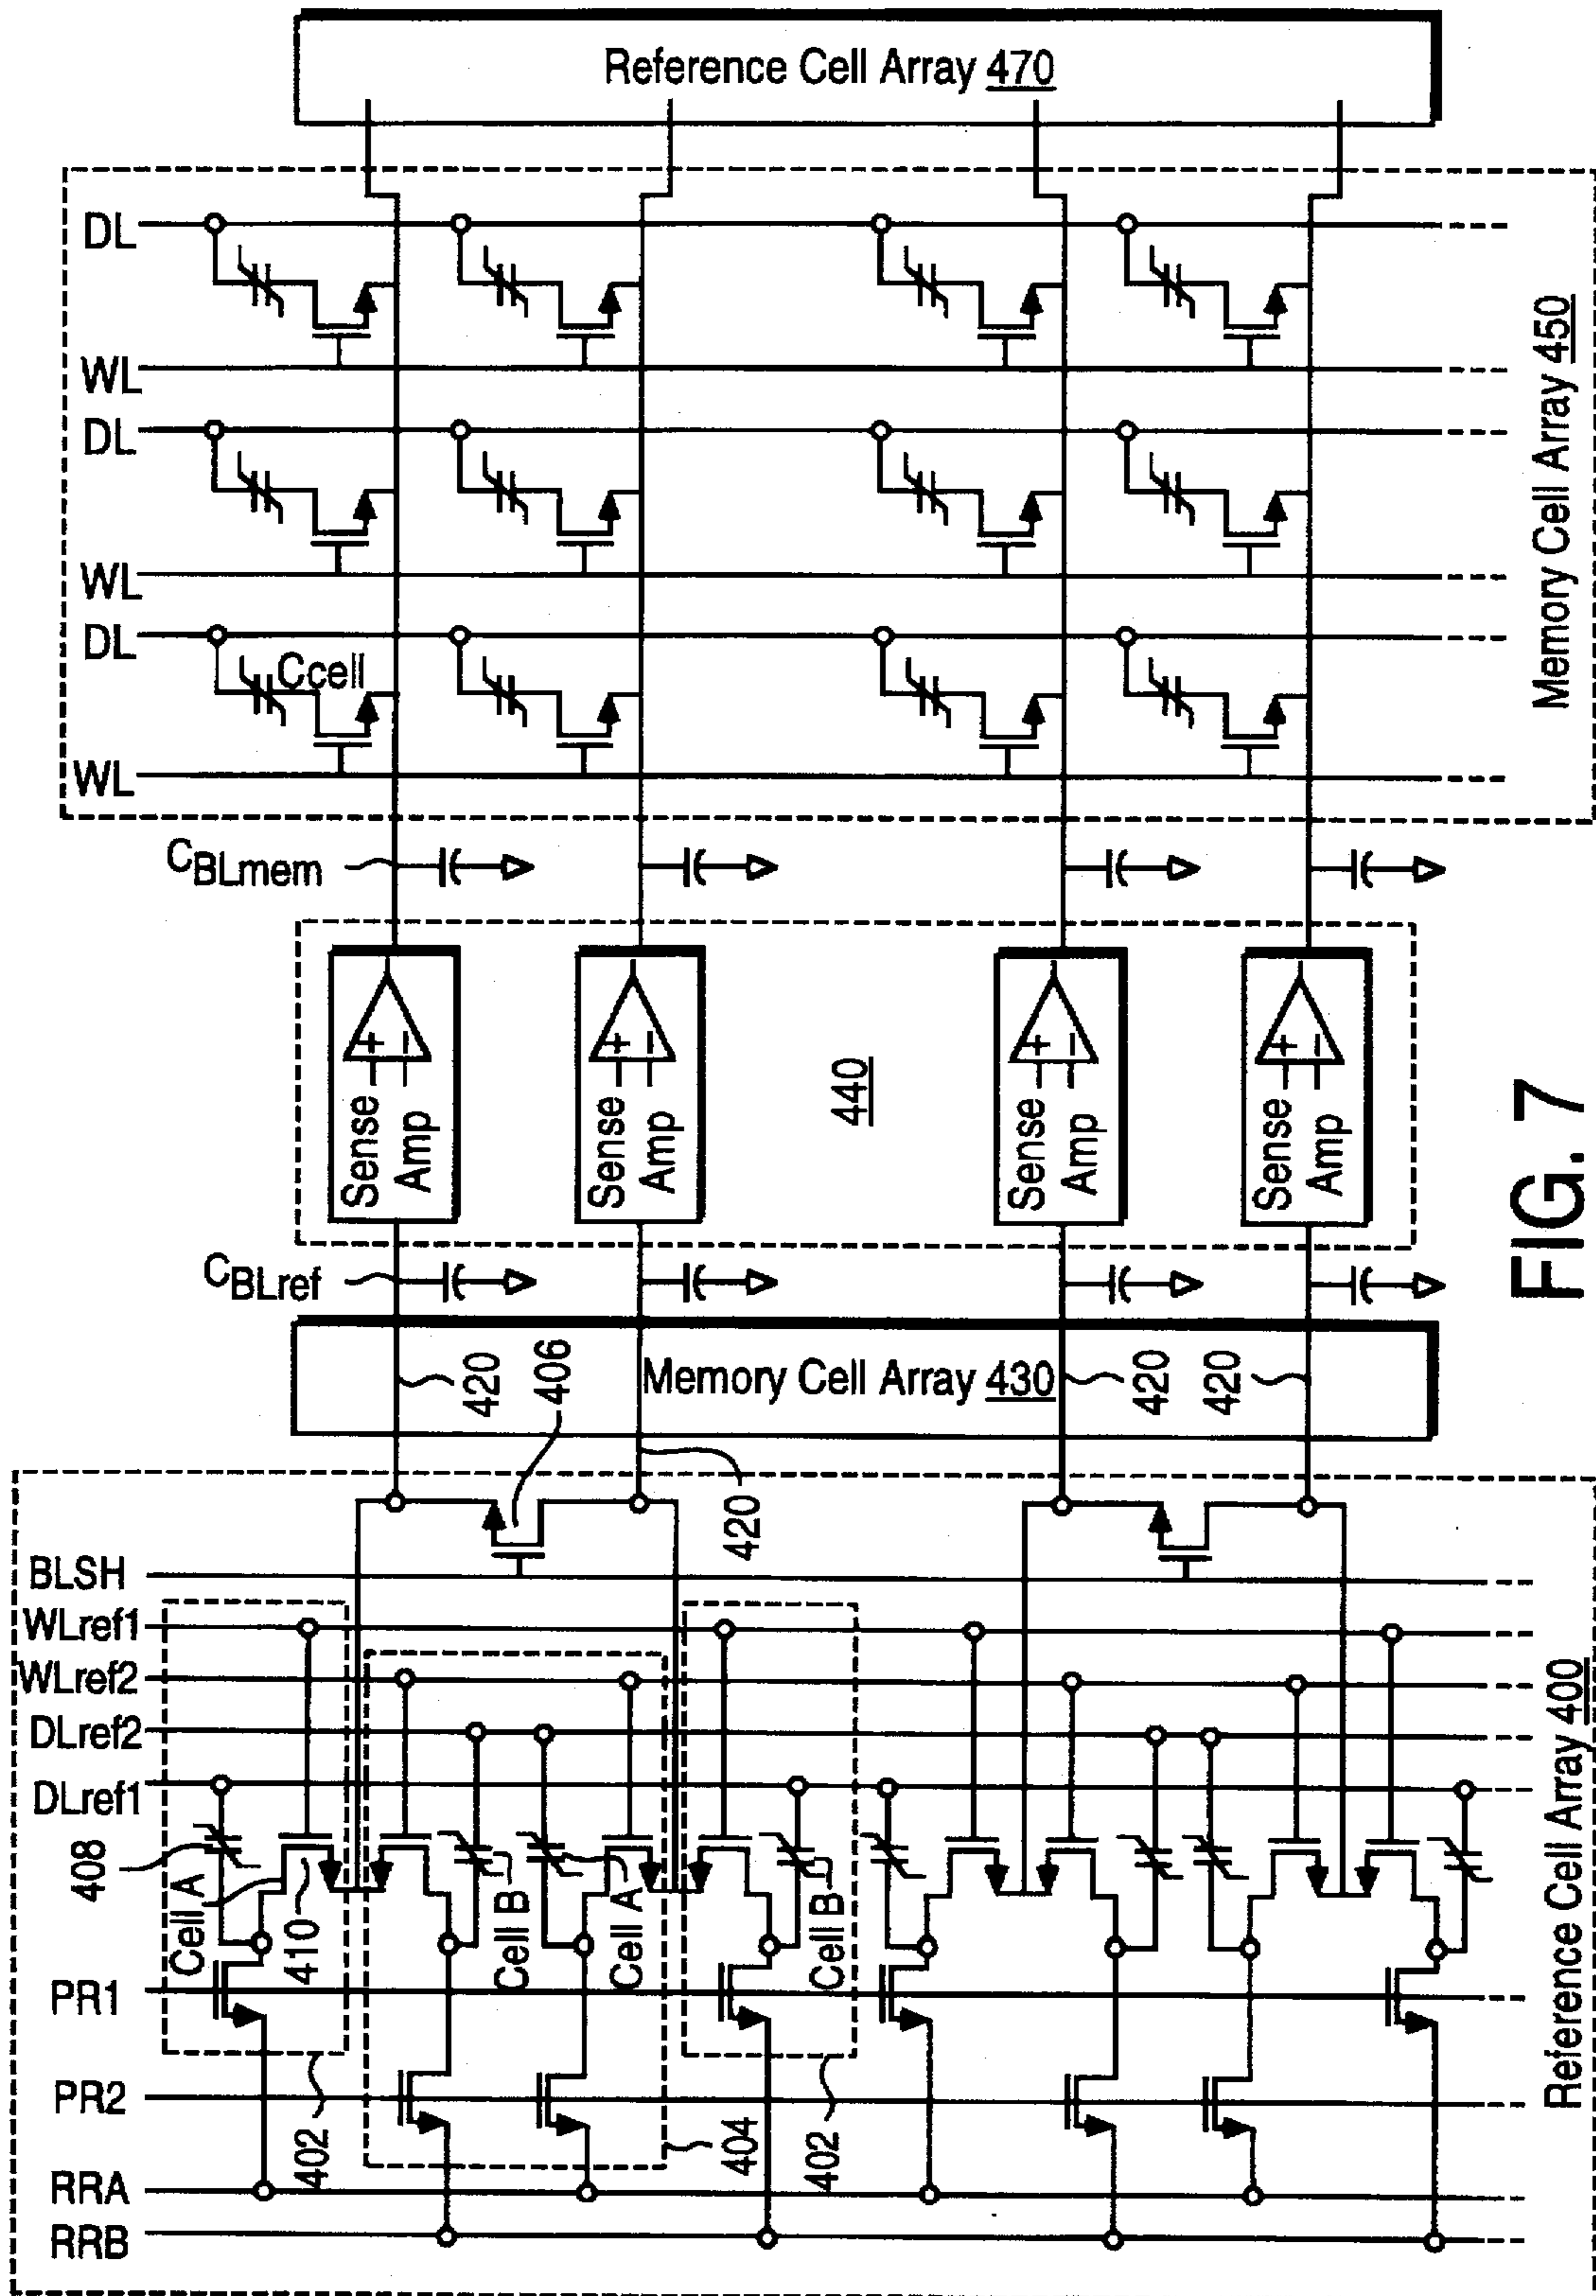 Reference Cell Array 470
DL
WL
DL
WL
DL
Ccell
WL
Memory Cell Array 450
CBLmem
Sense Amp
+
−
Sense Amp
+
−
440
Sense Amp
+
−
Sense Amp
+
−
CBLref
FIG. 7
Memory Cell Array 430
420
406
420
420
420
BLSH
WLref1
WLref2
DLref2
DLref1
408
Cell A
410
Cell B
Cell A
Cell B
PR1
PR2
402
404
402
RRA
RRB
Reference Cell Array 400